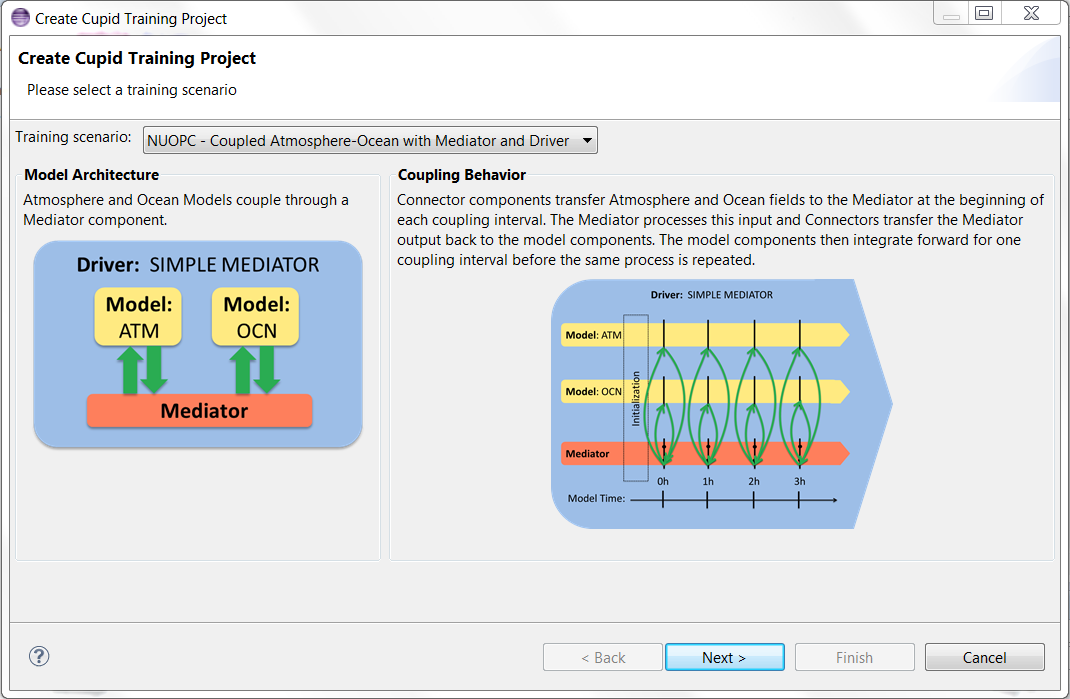 Create Cupid Training Project
Create Cupid Training Project
Please select a training scenario
Training scenario:
NUOPC - Coupled Atmosphere-Ocean with Mediator and Driver
Model Architecture
Atmosphere and Ocean Models couple through a
Mediator component.
Driver: SIMPLE MEDIATOR
Model:
ATM
Model:
OCN
Mediator
Coupling Behavior
Connector components transfer Atmosphere and Ocean fields to the Mediator at the beginning of
each coupling interval. The Mediator processes this input and Connectors transfer the Mediator
output back to the model components. The model components then integrate forward for one
coupling interval before the same process is repeated.
Driver: SIMPLE MEDIATOR
Model: ATM
Model: OCN
Initialization
Mediator
0h 1h 2h 3h
Model Time:
?
< Back
Next >
Finish
Cancel